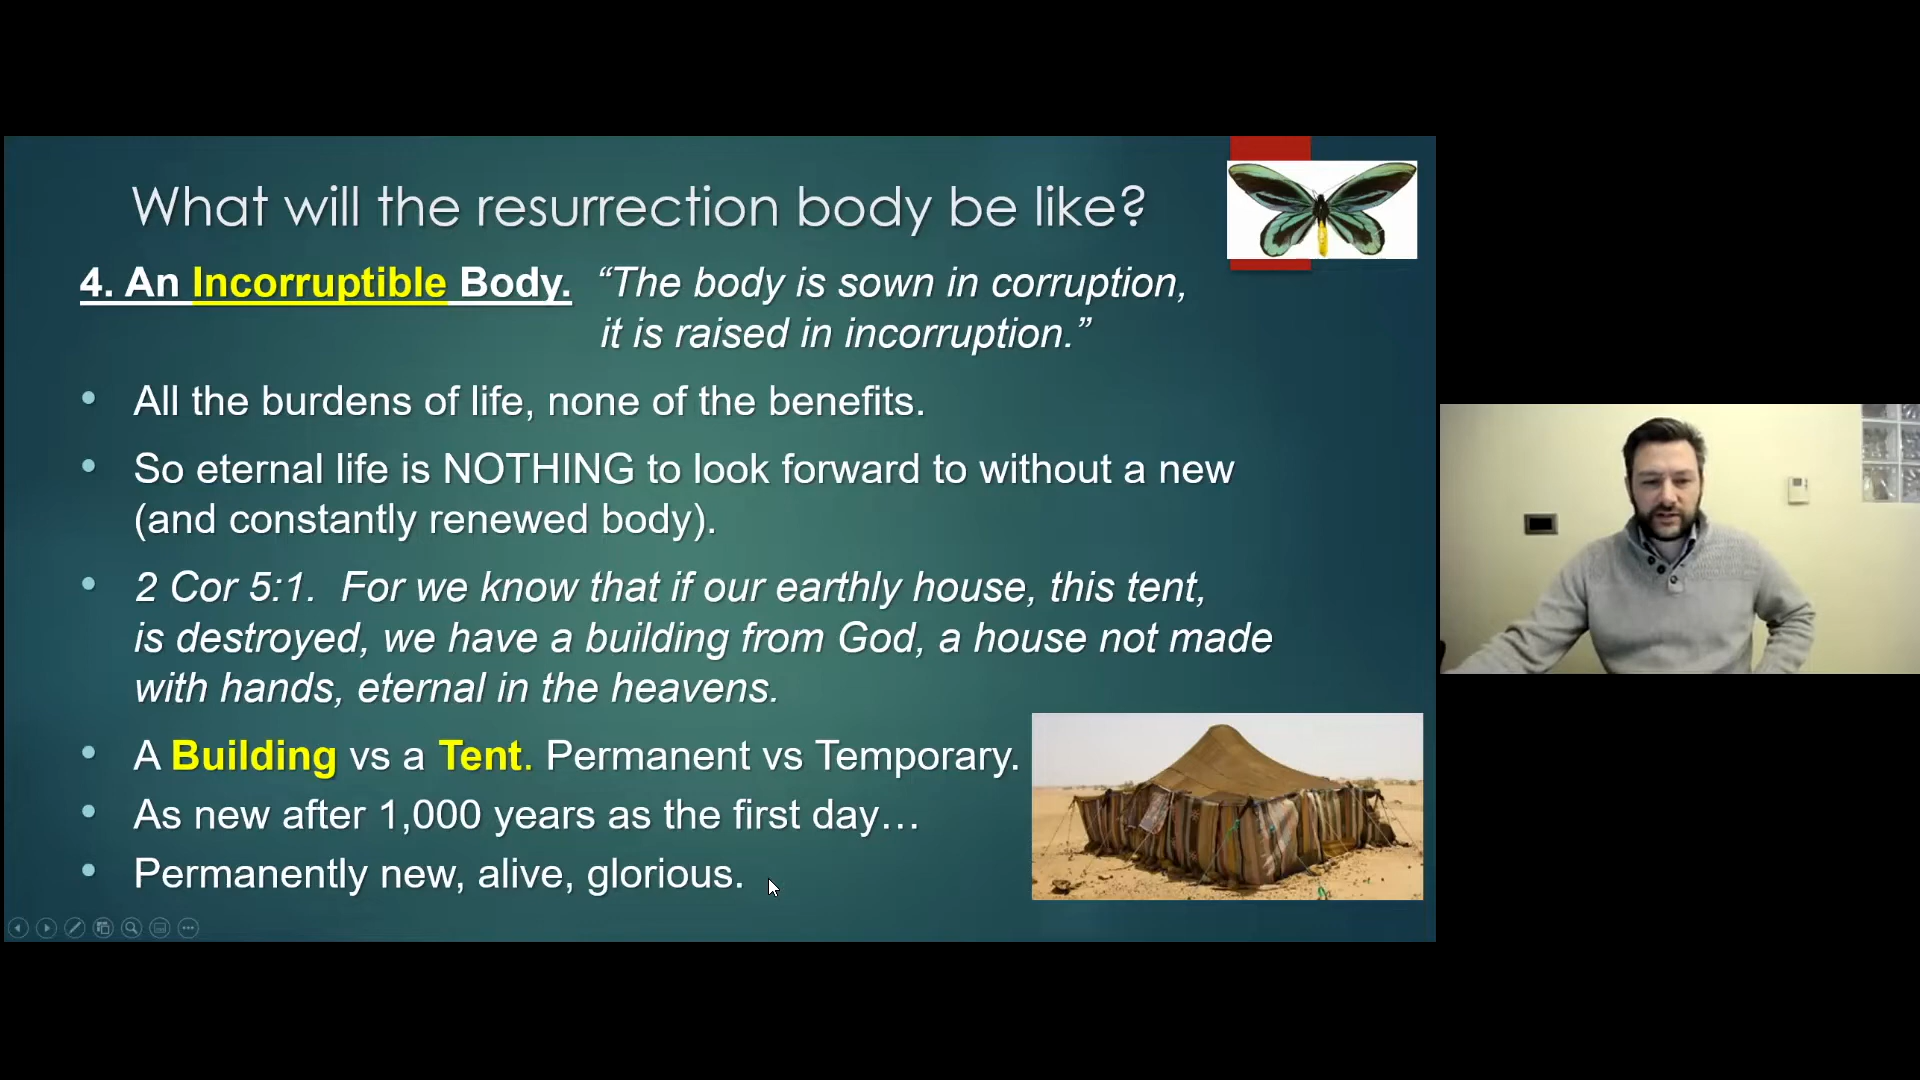 What will the resurrection body be like?
4. An Incorruptible Body. “The body is sown in corruption,
it is raised in incorruption.”
• All the burdens of life, none of the benefits.
• So eternal life is NOTHING to look forward to without a new
(and constantly renewed body).
• 2 Cor 5:1. For we know that if our earthly house, this tent,
is destroyed, we have a building from God, a house not made
with hands, eternal in the heavens.
• A Building vs a Tent. Permanent vs Temporary.
• As new after 1,000 years as the first day…
• Permanently new, alive, glorious.